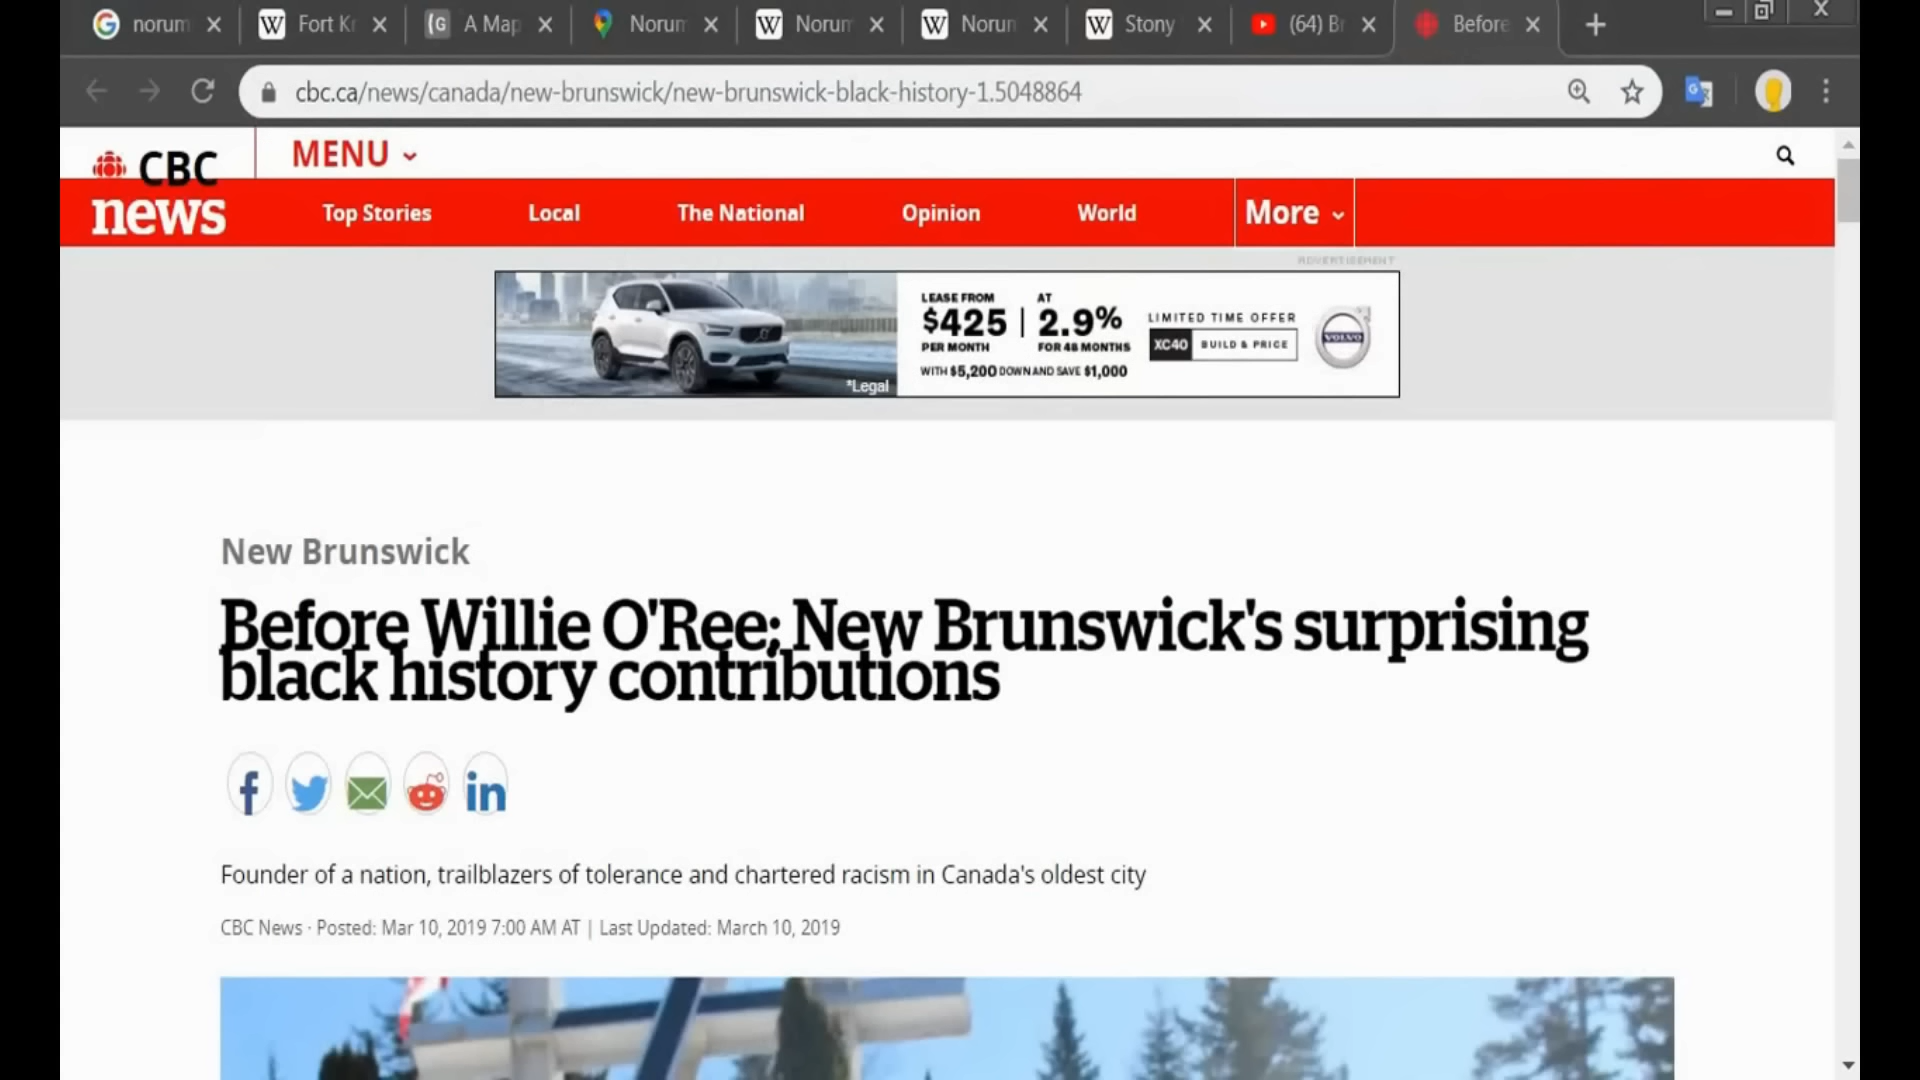 norum
Fort Kr
A Map
Norum
Norum
Norum
Stony
(64) Br
Before
cbc.ca/news/canada/new-brunswick/new-brunswick-black-history-1.5048864
CBC
news
MENU
Top Stories
Local
The National
Opinion
World
More
ADVERTISEMENT
LEASE FROM
$425
PER MONTH
AT
2.9%
FOR 48 MONTHS
WITH $5,200 DOWN AND SAVE $1,000
*Legal
LIMITED TIME OFFER
XC40 BUILD & PRICE
VOLVO
New Brunswick
Before Willie O'Ree: New Brunswick's surprising
black history contributions
Founder of a nation, trailblazers of tolerance and chartered racism in Canada's oldest city
CBC News · Posted: Mar 10, 2019 7:00 AM AT | Last Updated: March 10, 2019